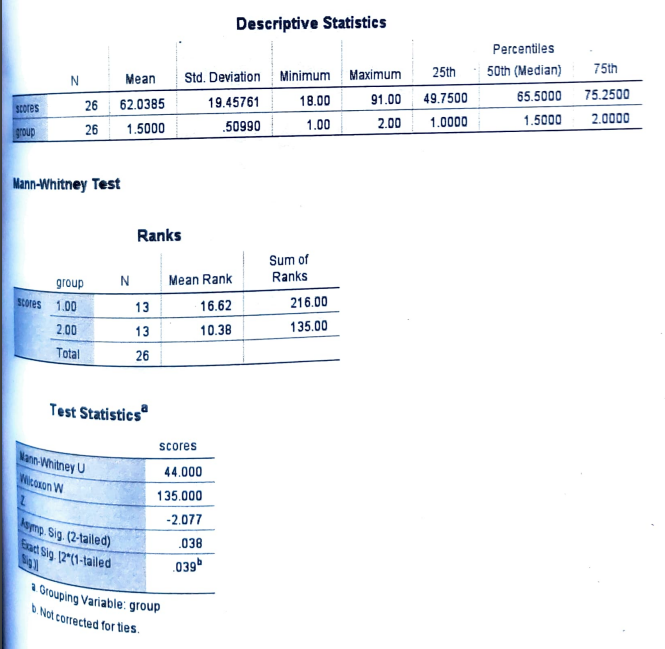 Descriptive Statistics
Percentiles
N Mean Std. Deviation Minimum Maximum 25th 50th (Median) 75th
scores 26 62.0385 19.45761 18.00 91.00 49.7500 65.5000 75.2500
group 26 1.5000 .50990 1.00 2.00 1.0000 1.5000 2.0000
Mann-Whitney Test
Ranks
group N Mean Rank Sum of Ranks
scores 1.00 13 16.62 216.00
2.00 13 10.38 135.00
Total 26
Test Statistics a
scores
Mann-Whitney U 44.000
Wilcoxon W 135.000
Z -2.077
Asymp. Sig. (2-tailed) .038
Exact Sig. [2*(1-tailed Sig.)] .039 b
a. Grouping Variable: group
b. Not corrected for ties.